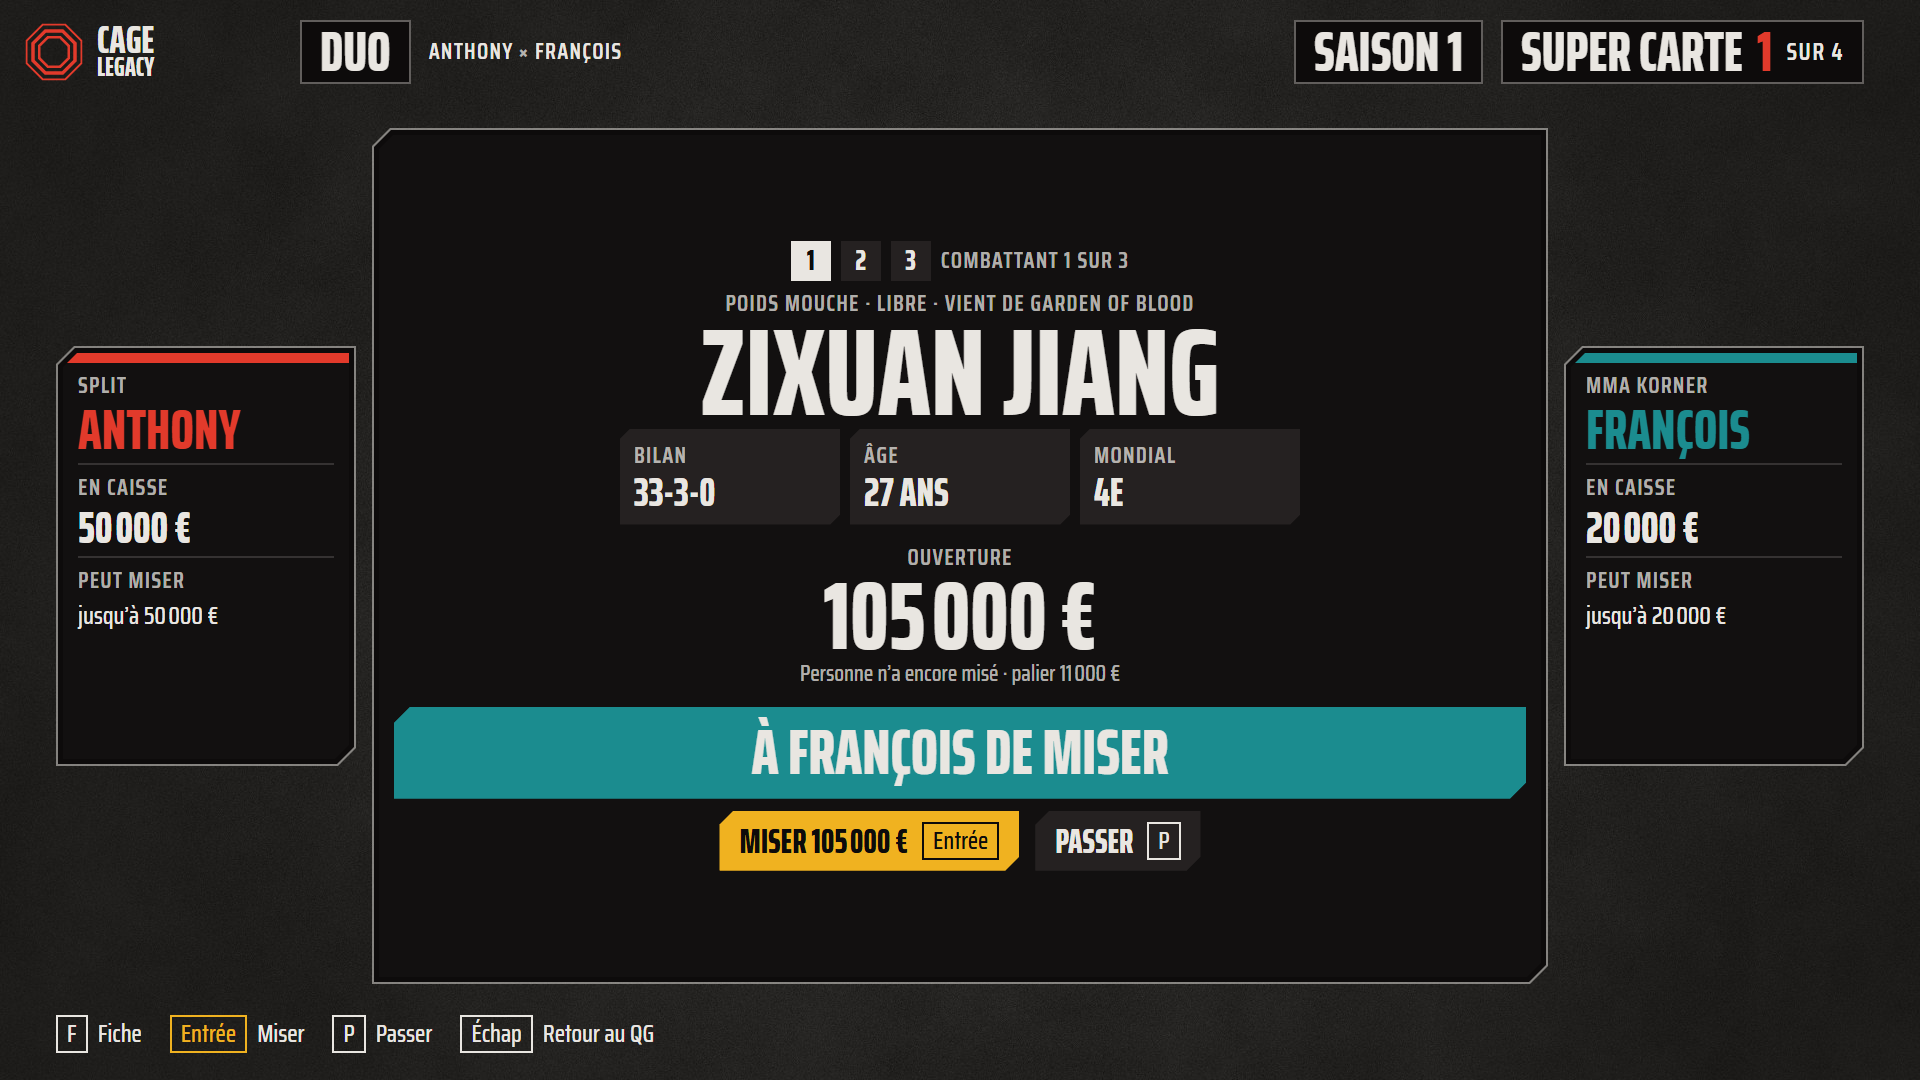 CAGE
LEGACY
DUO
ANTHONY × FRANÇOIS
SAISON 1
SUPER CARTE 1 SUR 4
SPLIT
ANTHONY
EN CAISSE
50 000 €
PEUT MISER
jusqu’à 50 000 €
1 2 3 COMBATTANT 1 SUR 3
POIDS MOUCHE · LIBRE · VIENT DE GARDEN OF BLOOD
ZIXUAN JIANG
BILAN
33-3-0
ÂGE
27 ANS
MONDIAL
4E
OUVERTURE
105 000 €
Personne n’a encore misé · palier 11 000 €
À FRANÇOIS DE MISER
MISER 105 000 € Entrée
PASSER P
MMA KORNER
FRANÇOIS
EN CAISSE
20 000 €
PEUT MISER
jusqu’à 20 000 €
F Fiche Entrée Miser P Passer Échap Retour au QG